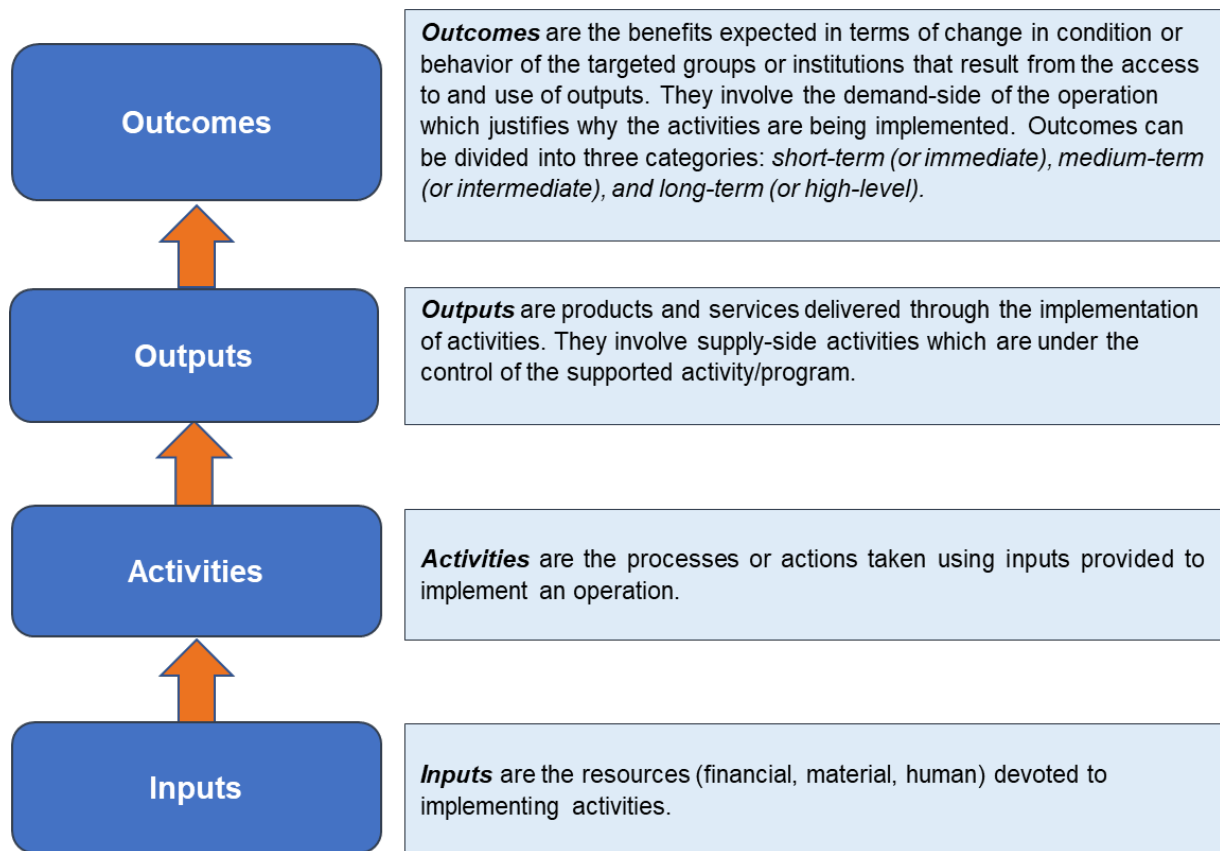 Outcomes
Outcomes are the benefits expected in terms of change in condition or
behavior of the targeted groups or institutions that result from the access
to and use of outputs. They involve the demand-side of the operation
which justifies why the activities are being implemented. Outcomes can
be divided into three categories: short-term (or immediate), medium-term
(or intermediate), and long-term (or high-level).
Outputs
Outputs are products and services delivered through the implementation
of activities. They involve supply-side activities which are under the
control of the supported activity/program.
Activities
Activities are the processes or actions taken using inputs provided to
implement an operation.
Inputs
Inputs are the resources (financial, material, human) devoted to
implementing activities.